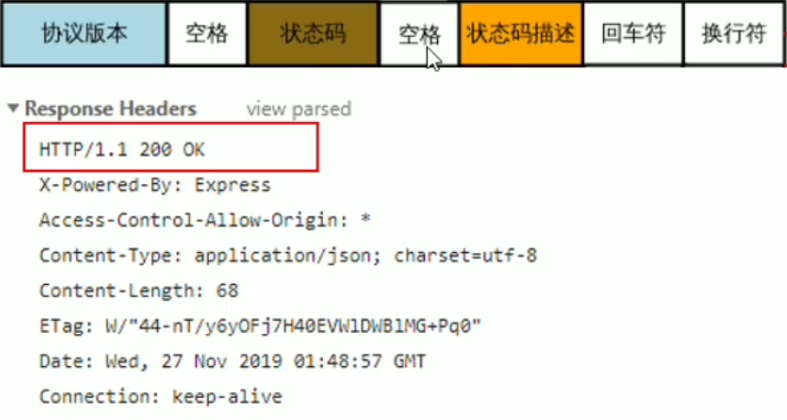 协议版本 空格 状态码 空格 状态码描述 回车符 换行符
Response Headers view parsed
HTTP/1.1 200 OK
X-Powered-By: Express
Access-Control-Allow-Origin: *
Content-Type: application/json; charset=utf-8
Content-Length: 68
ETag: W/"44-nT/y6yOFj7H40EVWlDWBlMG+Pq0"
Date: Wed, 27 Nov 2019 01:48:57 GMT
Connection: keep-alive